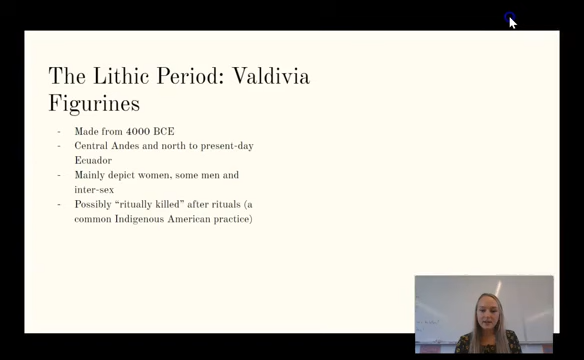 The Lithic Period: Valdivia
Figurines
- Made from 4000 BCE
- Central Andes and north to present-day
Ecuador
- Mainly depict women, some men and
inter-sex
- Possibly “ritually killed” after rituals (a
common Indigenous American practice)